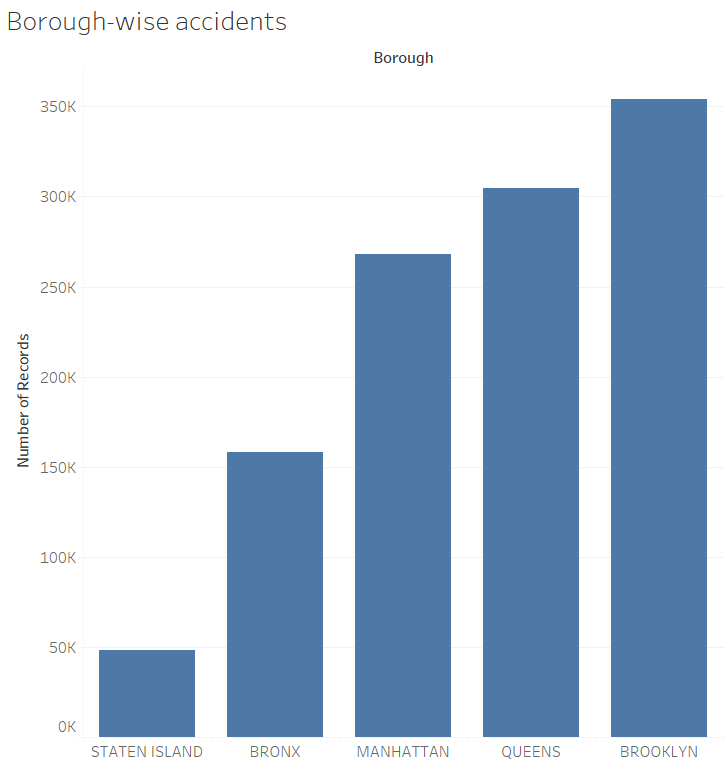 Borough-wise accidents
Borough
350K
300K
250K
200K
150K
100K
50K
0K
Number of Records
STATEN ISLAND
BRONX
MANHATTAN
QUEENS
BROOKLYN